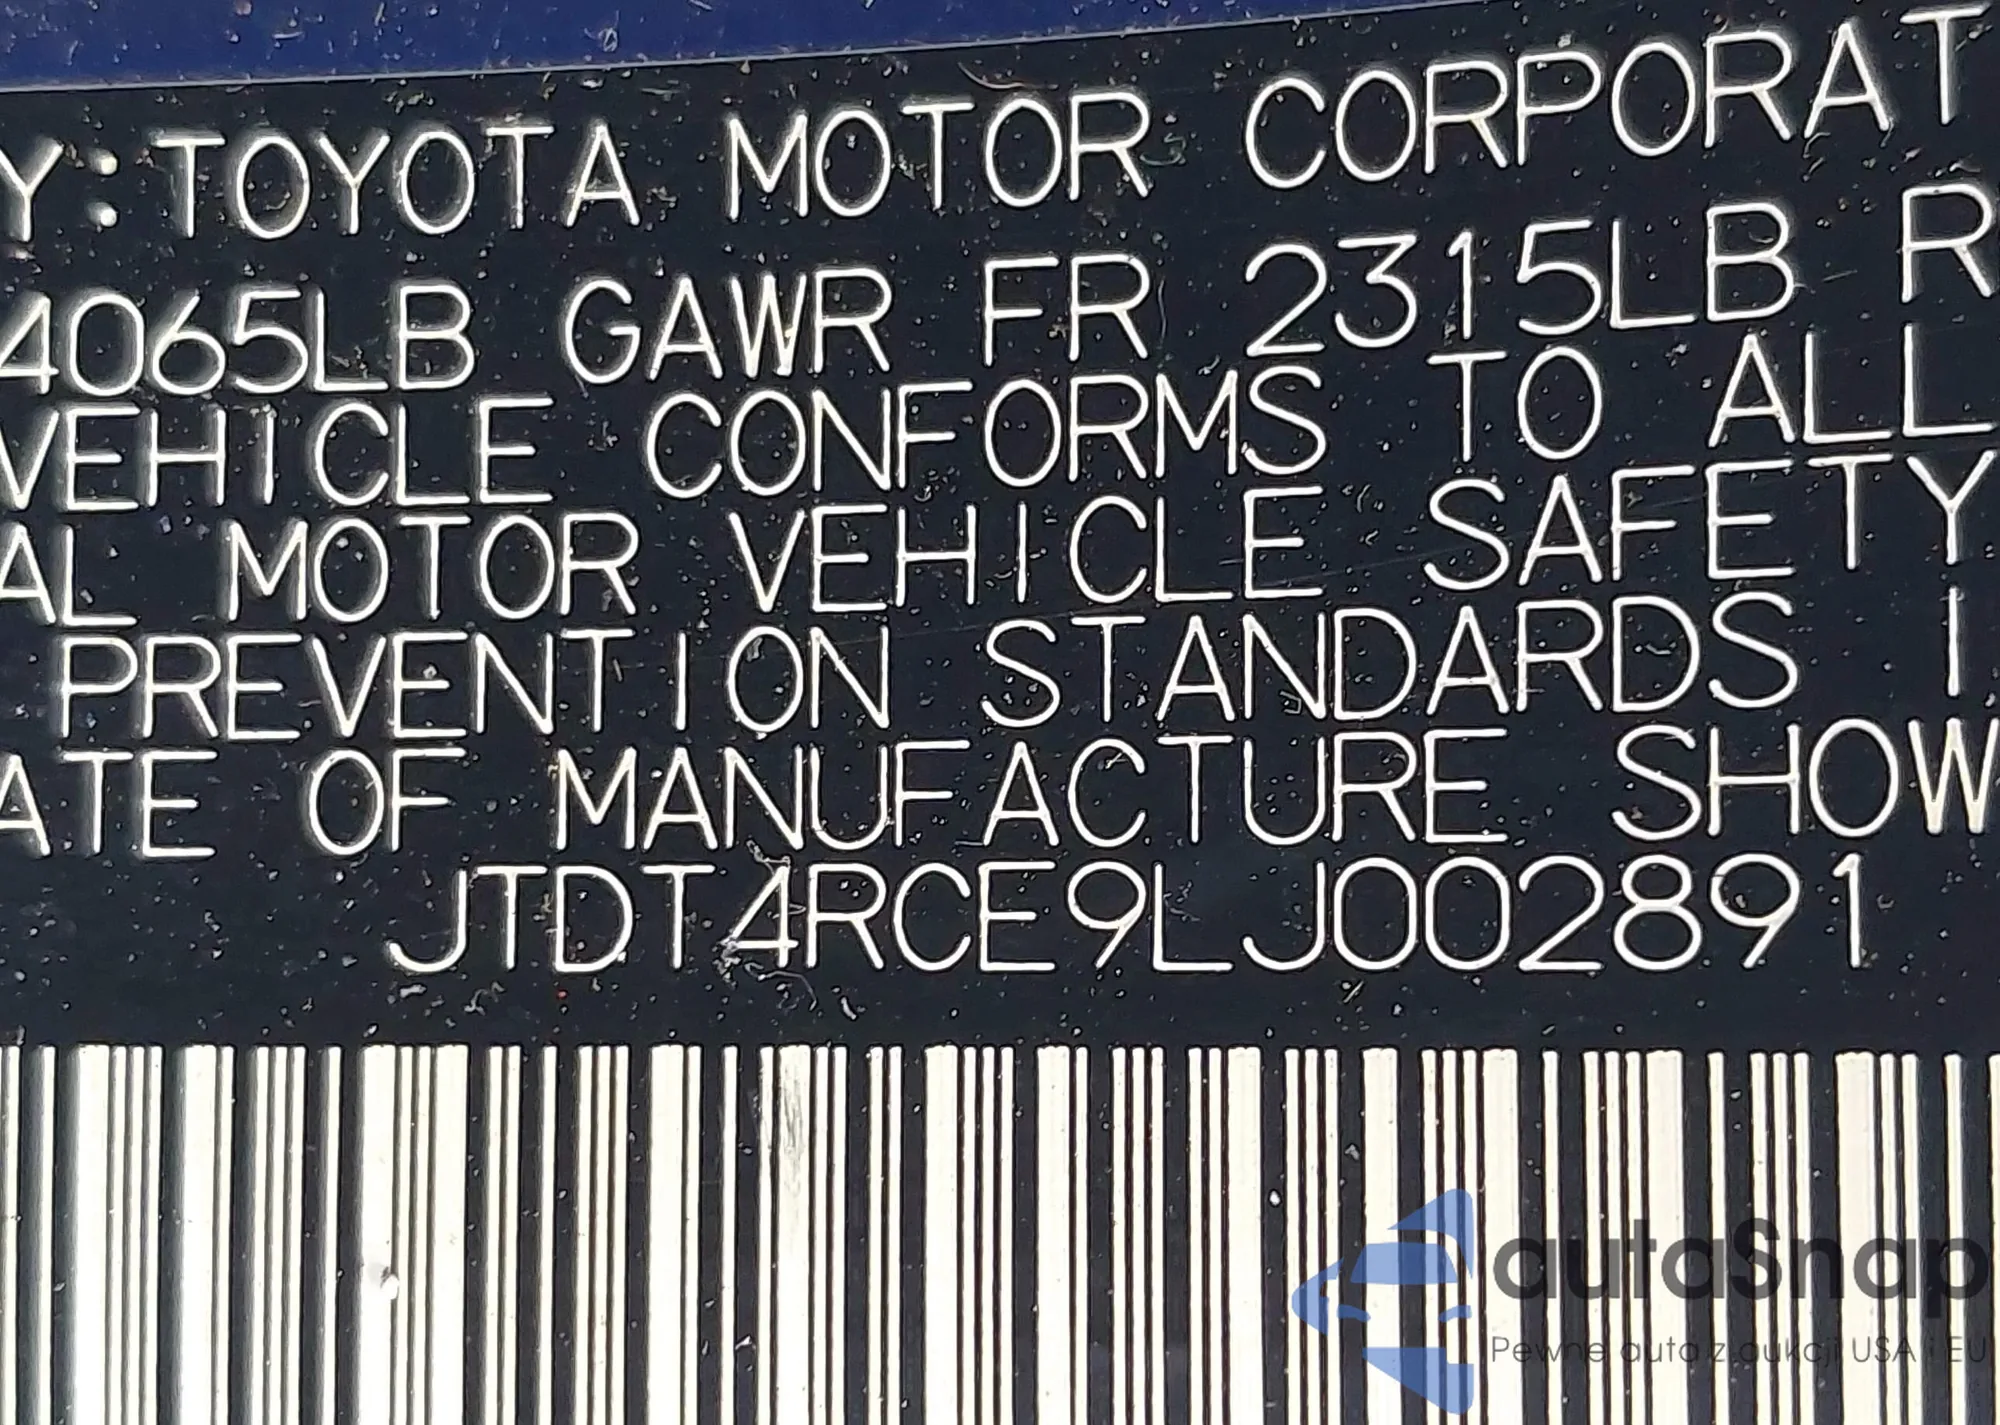 Y:TOYOTA MOTOR CORPORAT
4065LB GAWR FR 2315LB R
VEHICLE CONFORMS TO ALL
AL MOTOR VEHICLE SAFETY
PREVENTION STANDARDS I
ATE OF MANUFACTURE SHOW
JTDT4RCE9LJ002891
autaSnap
Pewne auta z aukcji USA i EU